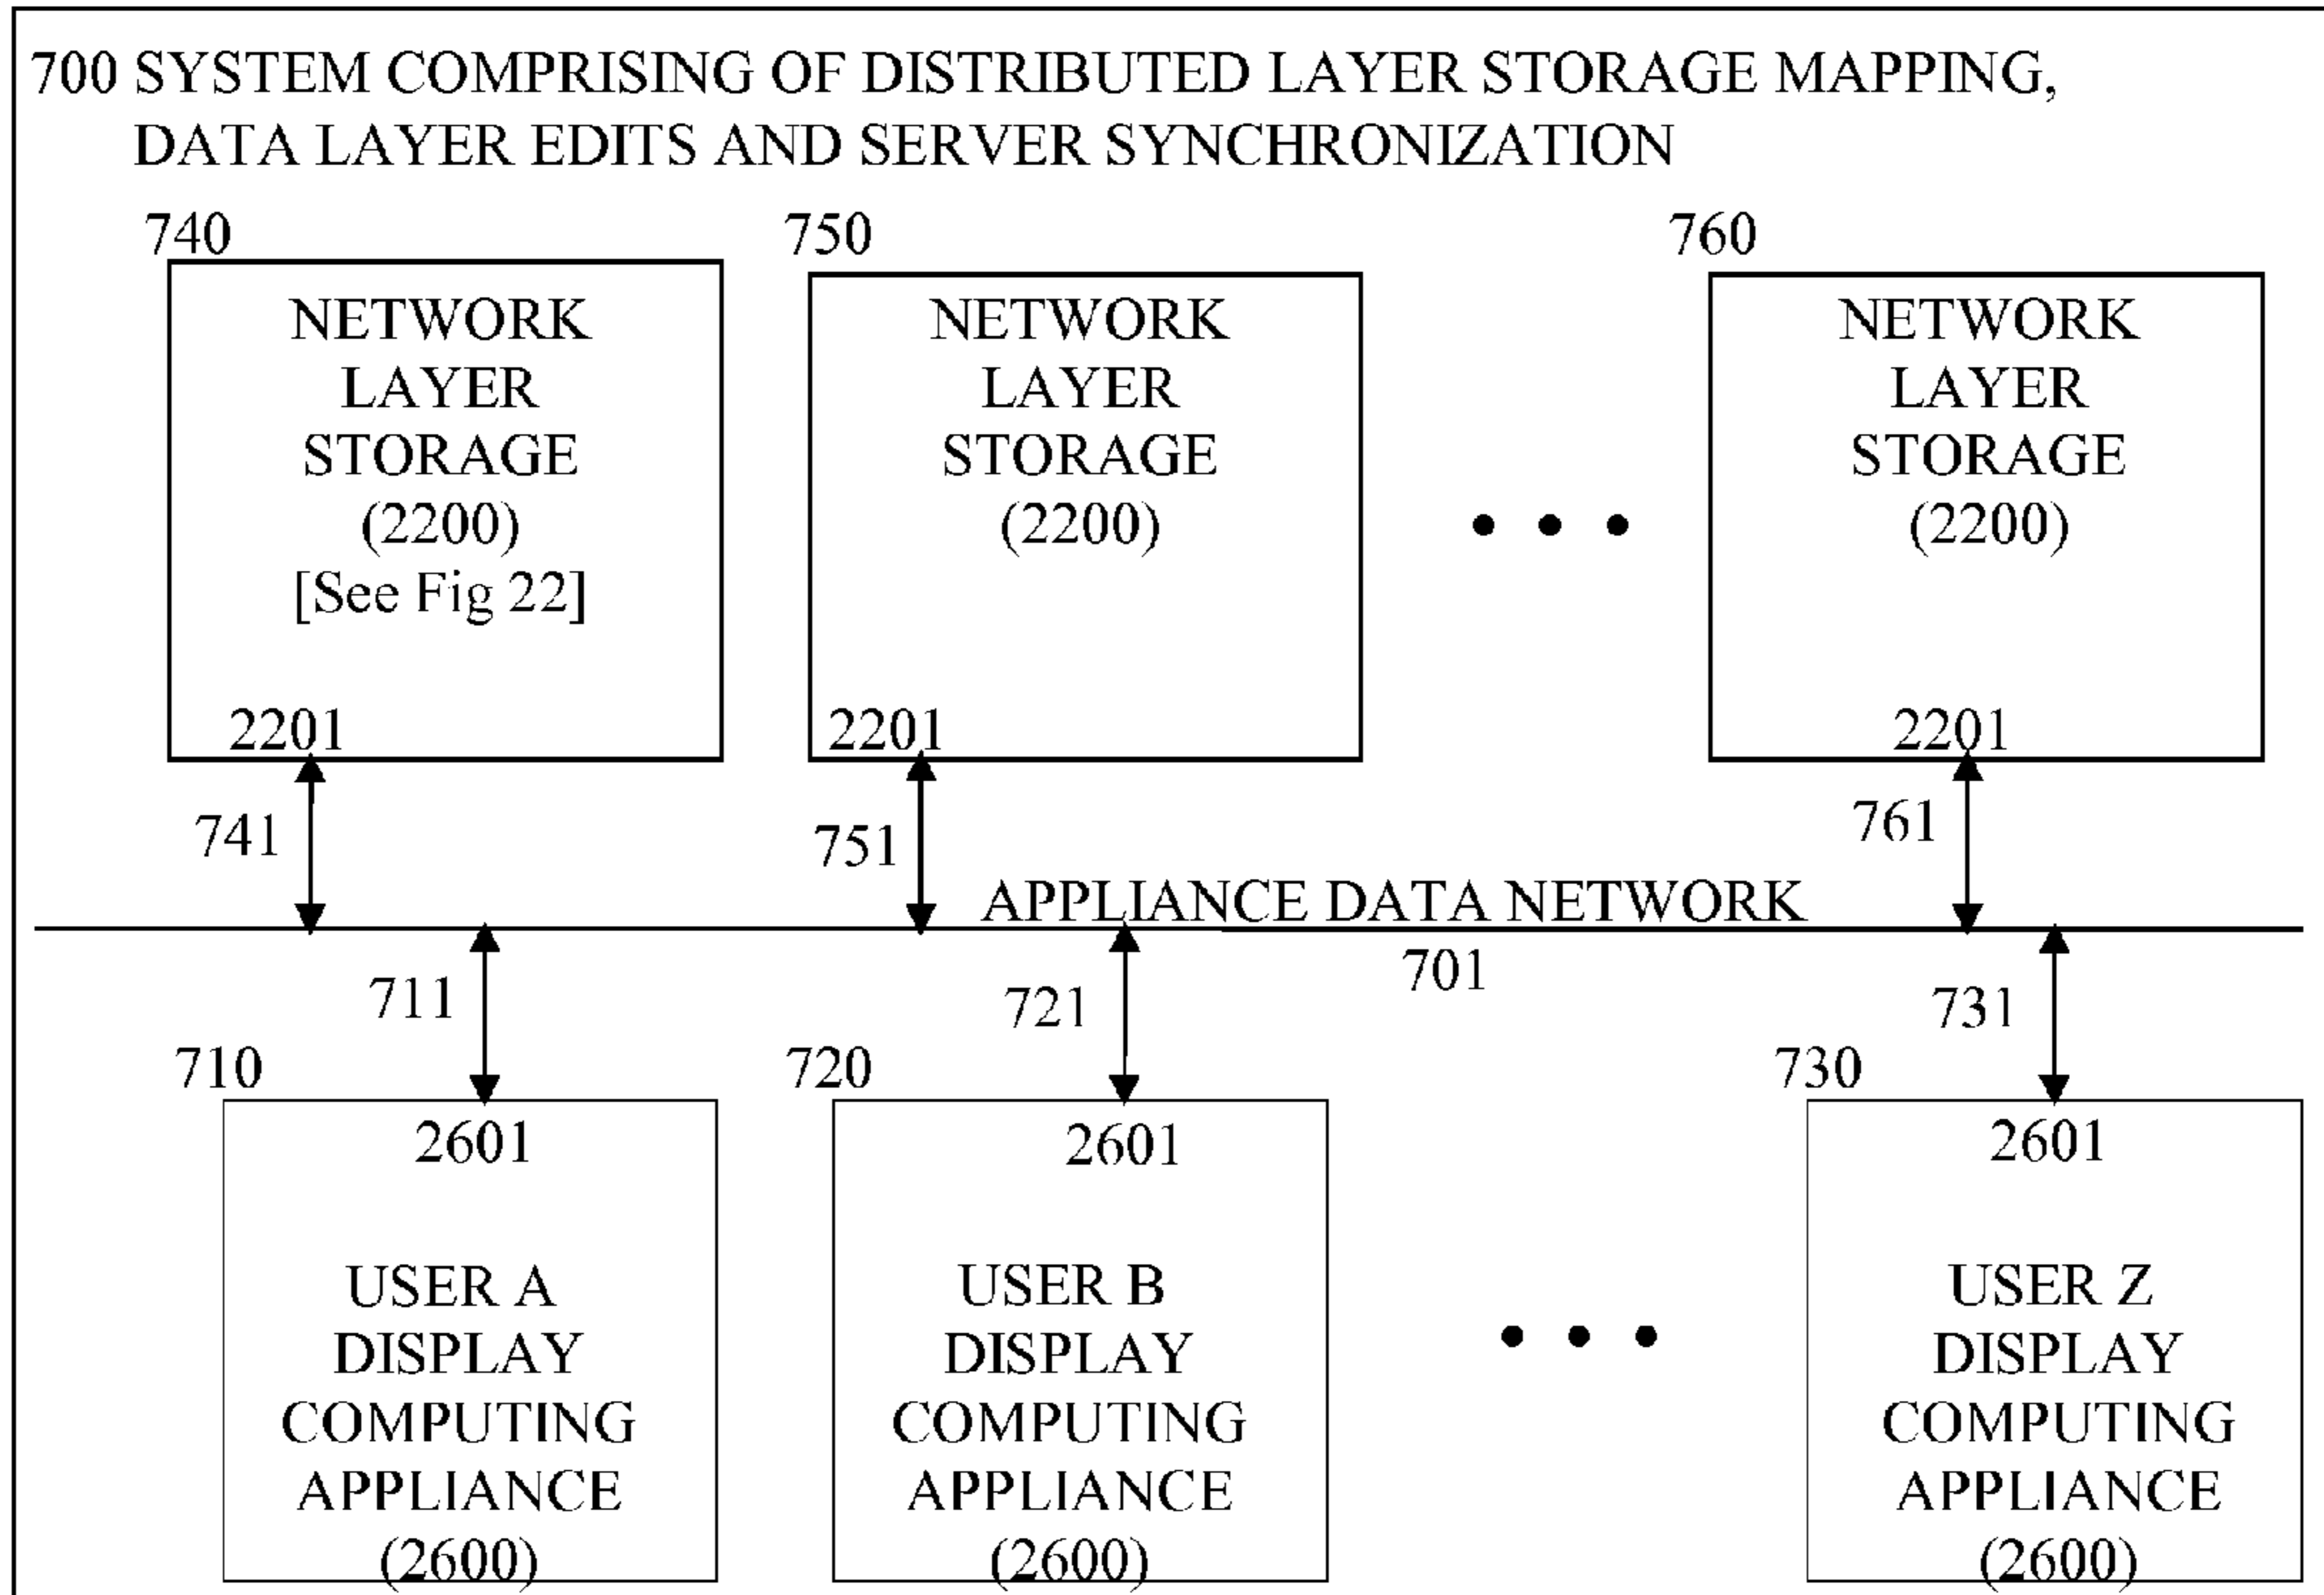 700 SYSTEM COMPRISING OF DISTRIBUTED LAYER STORAGE MAPPING,
DATA LAYER EDITS AND SERVER SYNCHRONIZATION
740
NETWORK
LAYER
STORAGE
(2200)
[See Fig 22]
2201
750
NETWORK
LAYER
STORAGE
(2200)
2201
• • •
760
NETWORK
LAYER
STORAGE
(2200)
2201
741
751
761
APPLIANCE DATA NETWORK
701
711
721
731
710
2601
USER A
DISPLAY
COMPUTING
APPLIANCE
(2600)
720
2601
USER B
DISPLAY
COMPUTING
APPLIANCE
(2600)
• • •
730
2601
USER Z
DISPLAY
COMPUTING
APPLIANCE
(2600)